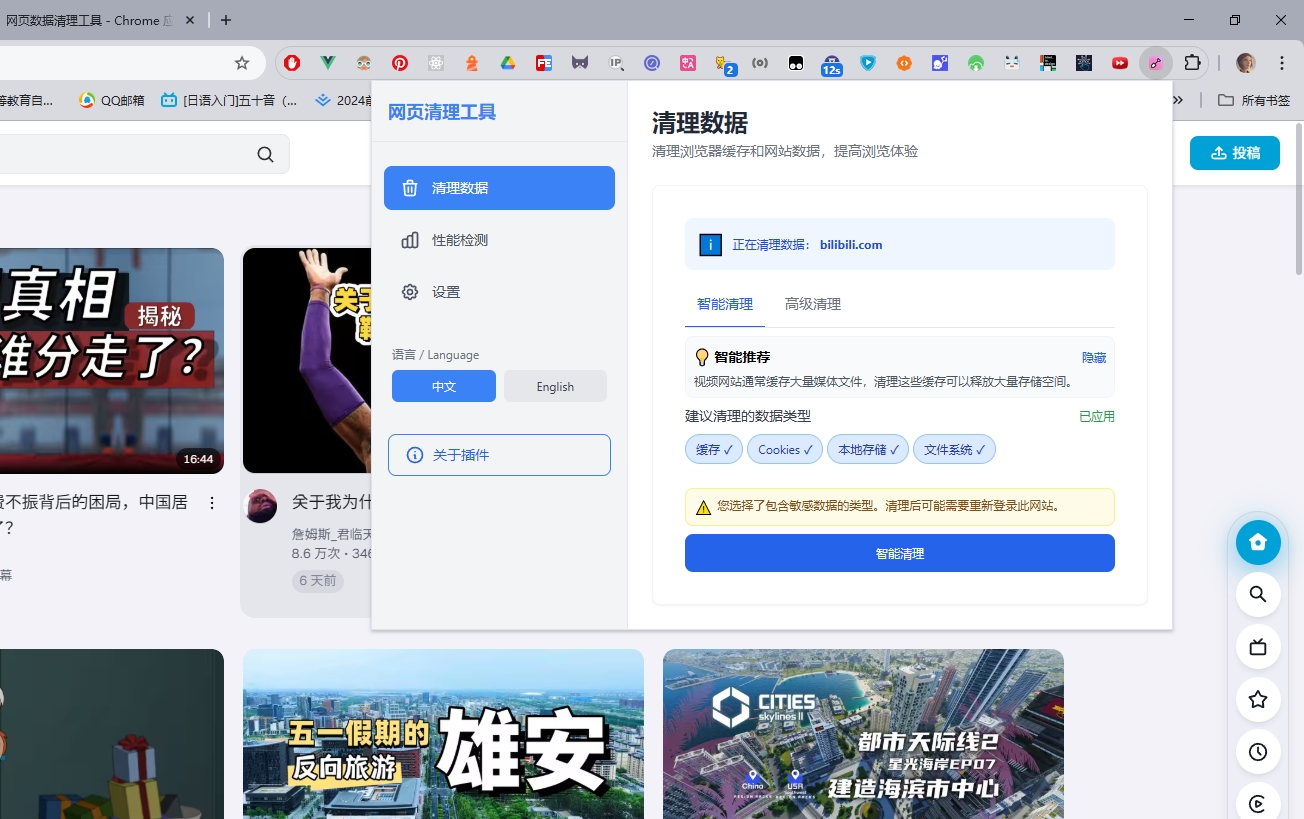 网页数据清理工具 - Chrome 应
2
12s
等教育自...
QQ邮箱
[日语入门]五十音（...
2024前
所有书签
投稿
网页清理工具
清理数据
性能检测
设置
语言 / Language
中文
English
关于插件
清理数据
清理浏览器缓存和网站数据，提高浏览体验
正在清理数据： bilibili.com
智能清理
高级清理
智能推荐
隐藏
视频网站通常缓存大量媒体文件，清理这些缓存可以释放大量存储空间。
建议清理的数据类型
已应用
缓存 ✓
Cookies ✓
本地存储 ✓
文件系统 ✓
您选择了包含敏感数据的类型。清理后可能需要重新登录此网站。
智能清理
真相
揭秘
谁分走了？
16:44
关于
费不振背后的困局，中国居
了？
幕
关于我为什
詹姆斯_君临天
8.6 万次 · 346
6 天前
五一假期的
反向旅游
雄安
CITIES
skylines II
都市天际线2
星光海岸EP07
建造海滨市中心
China
USA